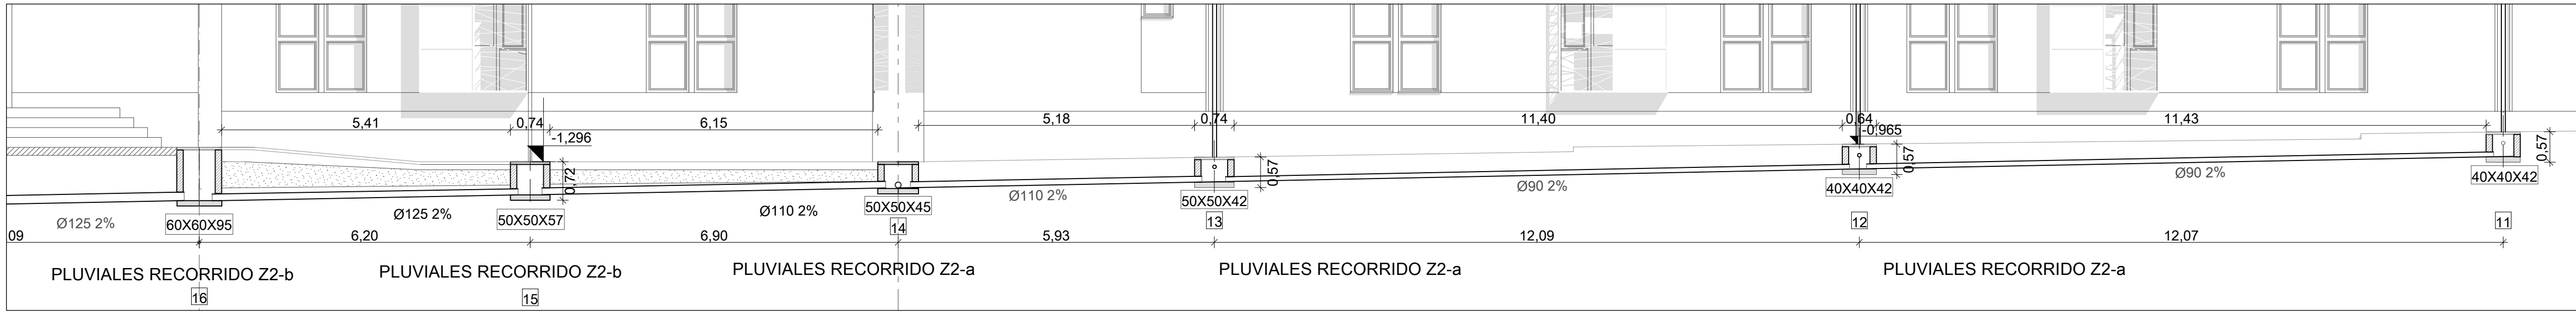 5,41
0,74
6,15
5,18
0,74
11,40
0,64
11,43
-1,296
-0,965
0,72
0,57
0,57
0,57
Ø125 2%
60X60X95
Ø125 2%
50X50X57
Ø110 2%
50X50X45
14
Ø110 2%
50X50X42
13
Ø90 2%
40X40X42
12
Ø90 2%
40X40X42
11
09
6,20
6,90
5,93
12,09
12,07
PLUVIALES RECORRIDO Z2-b
16
PLUVIALES RECORRIDO Z2-b
15
PLUVIALES RECORRIDO Z2-a
PLUVIALES RECORRIDO Z2-a
PLUVIALES RECORRIDO Z2-a